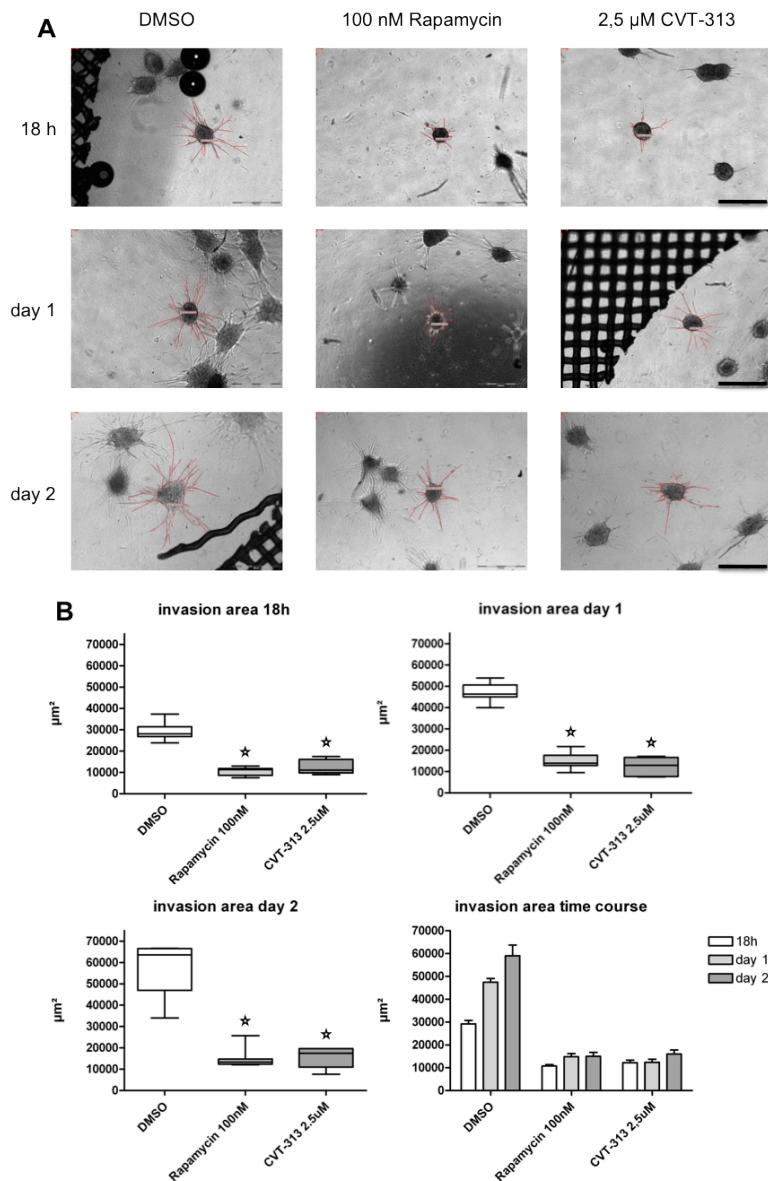 A
DMSO
100 nM Rapamycin
2,5 µM CVT-313
18 h
day 1
day 2
B
invasion area 18h
70000
60000
50000
40000
30000
20000
10000
0
µm²
DMSO
Rapamycin 100nM
CVT-313 2.5uM
invasion area day 1
70000
60000
50000
40000
30000
20000
10000
0
µm²
DMSO
Rapamycin 100nM
CVT-313 2.5uM
invasion area day 2
70000
60000
50000
40000
30000
20000
10000
0
µm²
DMSO
Rapamycin 100nM
CVT-313 2.5uM
invasion area time course
70000
60000
50000
40000
30000
20000
10000
0
µm²
DMSO
Rapamycin 100nM
CVT-313 2.5uM
18h
day 1
day 2